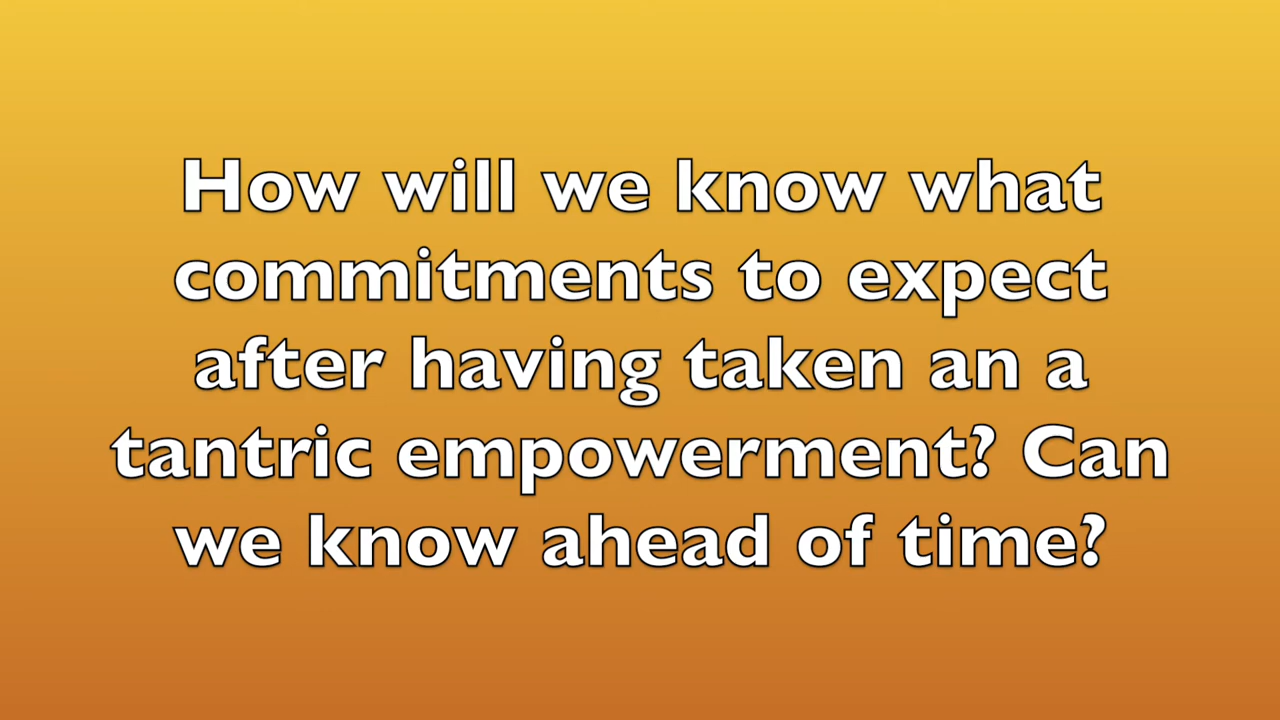 How will we know what
commitments to expect
after having taken an a
tantric empowerment? Can
we know ahead of time?